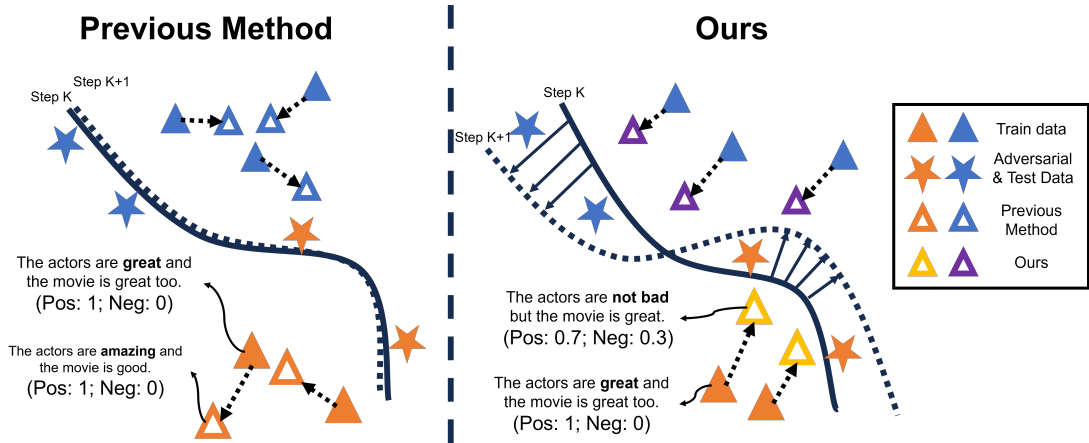 Previous Method
Step K+1
Step K
The actors are great and
the movie is great too.
(Pos: 1; Neg: 0)
The actors are amazing and
the movie is good.
(Pos: 1; Neg: 0)
Ours
Step K
Step K+1
The actors are not bad
but the movie is great.
(Pos: 0.7; Neg: 0.3)
The actors are great and
the movie is great too.
(Pos: 1; Neg: 0)
Train data
Adversarial
& Test Data
Previous
Method
Ours